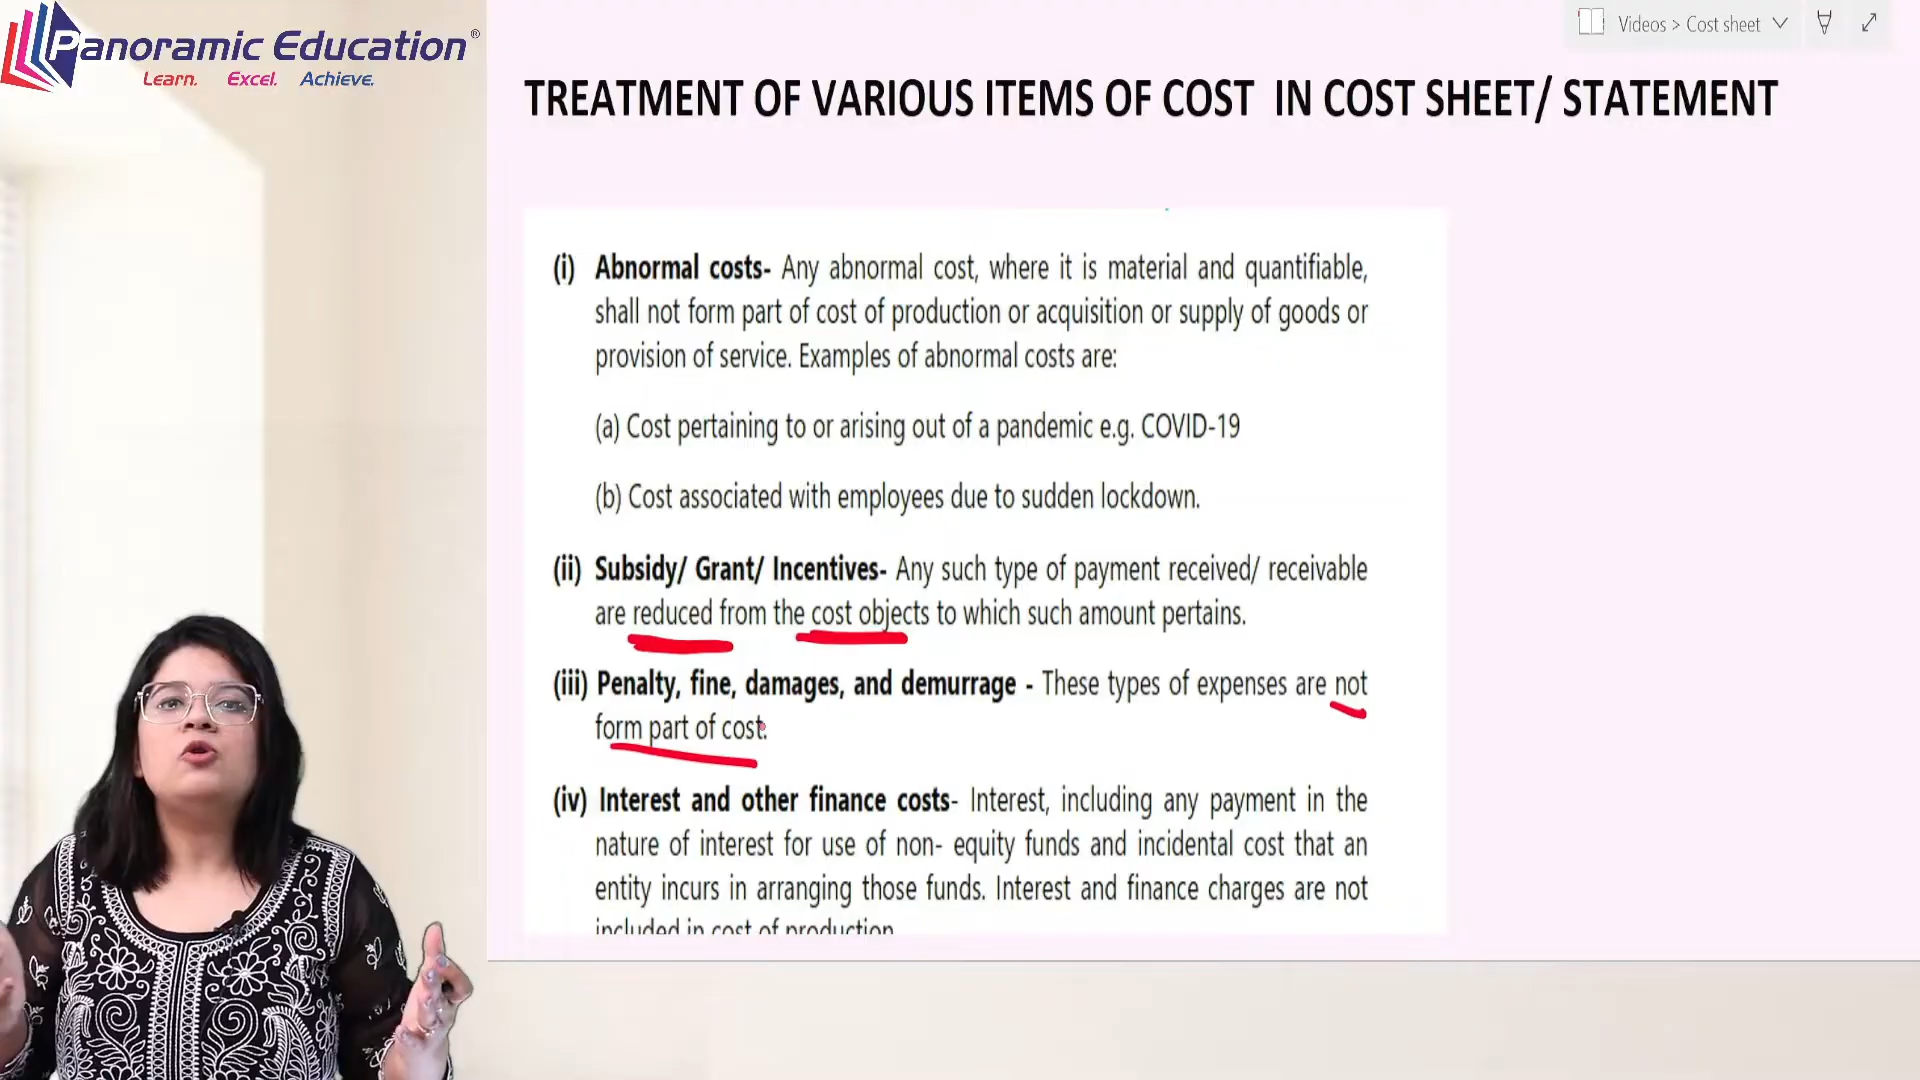 Panoramic Education®
Learn. Excel. Achieve.
Videos > Cost sheet
TREATMENT OF VARIOUS ITEMS OF COST IN COST SHEET/ STATEMENT
(i) Abnormal costs- Any abnormal cost, where it is material and quantifiable,
shall not form part of cost of production or acquisition or supply of goods or
provision of service. Examples of abnormal costs are:
(a) Cost pertaining to or arising out of a pandemic e.g. COVID-19
(b) Cost associated with employees due to sudden lockdown.
(ii) Subsidy/ Grant/ Incentives- Any such type of payment received/ receivable
are reduced from the cost objects to which such amount pertains.
(iii) Penalty, fine, damages, and demurrage - These types of expenses are not
form part of cost.
(iv) Interest and other finance costs- Interest, including any payment in the
nature of interest for use of non- equity funds and incidental cost that an
entity incurs in arranging those funds. Interest and finance charges are not
included in cost of production